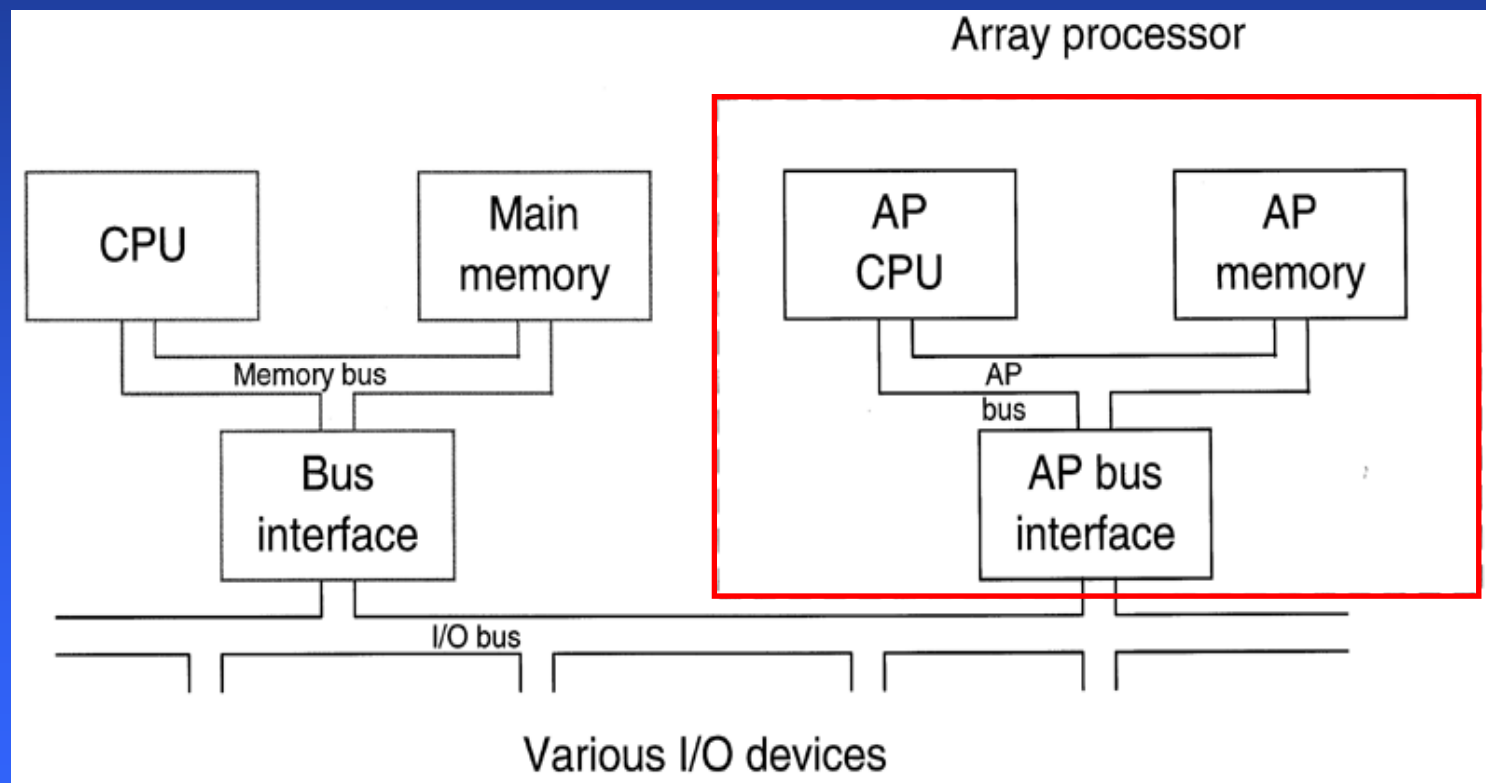 Array processor
CPU
Main
memory
AP
CPU
AP
memory
Memory bus
AP
bus
Bus
interface
AP bus
interface
I/O bus
Various I/O devices